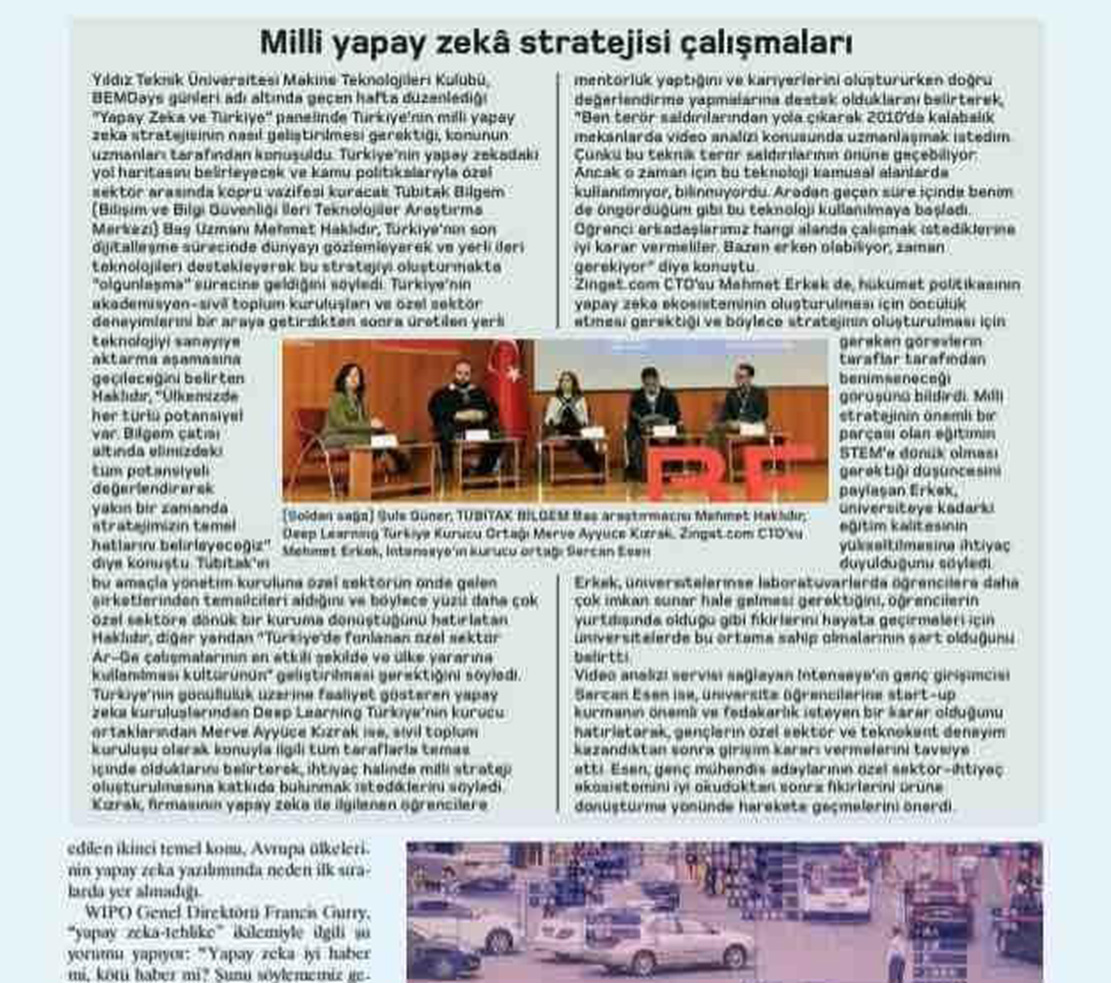 Milli yapay zekâ stratejisi çalışmaları
Yıldız Teknik Üniversitesi Makine Teknolojileri Kulübü,
BEMDays günleri adı altında geçen hafta düzenlediği
"Yapay Zeka ve Türkiye" panelinde Türkiye'nin milli yapay
zeka stratejisinin nasıl geliştirilmesi gerektiği, konunun
uzmanları tarafından konuşuldu. Türkiye'nin yapay zekadaki
yol haritasını belirleyecek ve kamu politikalarıyla özel
sektör arasında köprü vazifesi kuracak Tübitak Bilgem
(Bilişim ve Bilgi Güvenliği İleri Teknolojiler Araştırma
Merkezi) Baş Uzmanı Mehmet Haklıdır, Türkiye'nin son
dijitalleşme sürecinde dünyayı gözlemleyerek ve yerli ileri
teknolojileri destekleyerek bu stratejiyi oluşturmakta
"olgunlaşma" sürecine geldiğini söyledi. Türkiye'nin
akademisyen-sivil toplum kuruluşları ve özel sektör
deneyimlerini bir araya getirdikten sonra üretilen yerli
teknolojiyi sanayiye
aktarma aşamasına
geçileceğini belirten
Haklıdır, "Ülkemizde
her türlü potansiyel
var. Bilgem çatısı
altında elimizdeki
tüm potansiyeli
değerlendirerek
yakın bir zamanda
stratejimizin temel
hatlarını belirleyeceğiz"
diye konuştu. Tübitak'ın
bu amaçla yönetim kuruluna özel sektörün önde gelen
şirketlerinden temsilcileri aldığını ve böylece yüzü daha çok
özel sektöre dönük bir kuruma dönüştüğünü hatırlatan
Haklıdır, diğer yandan "Türkiye'de fonlanan özel sektör
Ar-Ge çalışmalarının en etkili şekilde ve ülke yararına
kullanılması kültürünün" geliştirilmesi gerektiğini söyledi.
Türkiye'nin gönüllülük üzerine faaliyet gösteren yapay
zeka kuruluşlarından Deep Learning Türkiye'nin kurucu
ortaklarından Merve Ayyüce Kızrak ise, sivil toplum
kuruluşu olarak konuyla ilgili tüm taraflarla temas
içinde olduklarını belirterek, ihtiyaç halinde milli strateji
oluşturulmasına katkıda bulunmak istediklerini söyledi.
Kızrak, firmasının yapay zeka ile ilgilenen öğrencilere
mentorluk yaptığını ve kariyerlerini oluştururken doğru
değerlendirme yapmalarına destek olduklarını belirterek,
"Ben terör saldırılarından yola çıkarak 2010'da kalabalık
mekanlarda video analizi konusunda uzmanlaşmak istedim.
Çünkü bu teknik terör saldırılarının önüne geçebiliyor.
Ancak o zaman için bu teknoloji kamusal alanlarda
kullanılmıyor, bilinmiyordu. Aradan geçen süre içinde benim
de öngördüğüm gibi bu teknoloji kullanılmaya başladı.
Öğrenci arkadaşlarımız hangi alanda çalışmak istediklerine
iyi karar vermeliler. Bazen erken olabiliyor, zaman
gerekiyor" diye konuştu.
Zingat.com CTO'su Mehmet Erkek de, hükümet politikasının
yapay zeka ekosisteminin oluşturulması için öncülük
etmesi gerektiği ve böylece stratejinin oluşturulması için
gereken görevlerin
taraflar tarafından
benimseneceği
görüşünü bildirdi. Milli
stratejinin önemli bir
parçası olan eğitimin
STEM'e dönük olması
gerektiği düşüncesini
paylaşan Erkek,
üniversiteye kadarki
eğitim kalitesinin
yükseltilmesine ihtiyaç
duyulduğunu söyledi.
Erkek, üniversitelerinse laboratuvarlarda öğrencilere daha
çok imkan sunar hale gelmesi gerektiğini, öğrencilerin
yurtdışında olduğu gibi fikirlerini hayata geçirmeleri için
üniversitelerde bu ortama sahip olmalarının şart olduğunu
belirtti.
Video analizi servisi sağlayan Intenseye'ın genç girişimcisi
Sercan Esen ise, üniversite öğrencilerine start-up
kurmanın önemli ve fedakarlık isteyen bir karar olduğunu
hatırlatarak, gençlerin özel sektör ve teknokent deneyim
kazandıktan sonra girişim kararı vermelerini tavsiye
etti. Esen, genç mühendis adaylarının özel sektör-ihtiyaç
ekosistemini iyi okuduktan sonra fikirlerini ürüne
dönüştürme yönünde harekete geçmelerini önerdi.
(Soldan sağa) Şule Güner, TÜBİTAK BİLGEM Baş araştırmacısı Mehmet Haklıdır,
Deep Learning Türkiye Kurucu Ortağı Merve Ayyüce Kızrak, Zingat.com CTO'su
Mehmet Erkek, Intenseye'ın kurucu ortağı Sercan Esen
edilen ikinci temel konu, Avrupa ülkeleri-
nin yapay zeka yazılımında neden ilk sıra-
larda yer almadığı.
WIPO Genel Direktörü Francis Gurry,
"yapay zeka-tehlike" ikilemiyle ilgili şu
yorumu yapıyor: "Yapay zeka iyi haber
mi, kötü haber mi? Şunu söylememiz ge-